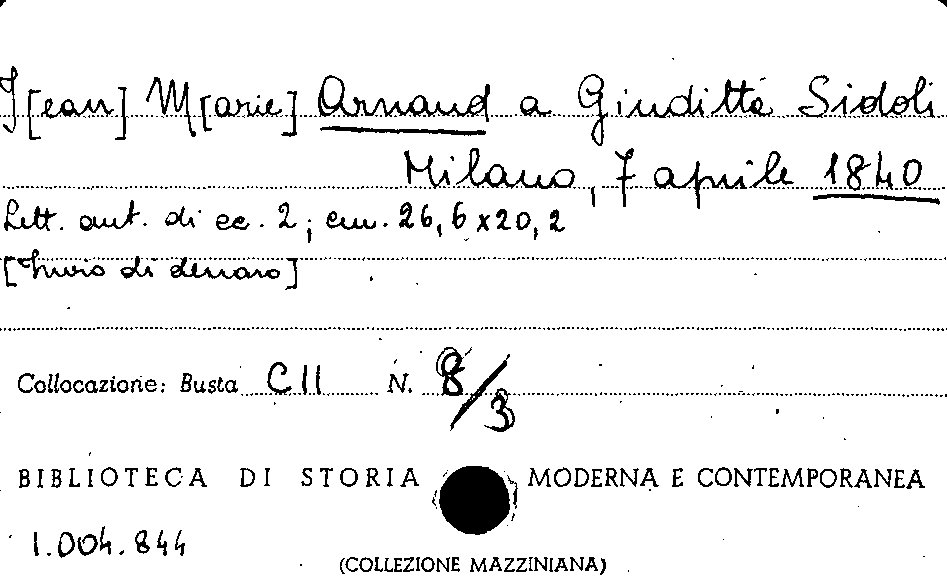 J[ean] M[arie] Arnaud a Giuditta Sidoli
Milano, 7 aprile 1840
Lett. aut. di cc. 2; cm. 26,6 x 20,2
[Invio di denaro]
Collocazione: Busta CII N. 8/3
BIBLIOTECA DI STORIA MODERNA E CONTEMPORANEA
1.004.844
(COLLEZIONE MAZZINIANA)